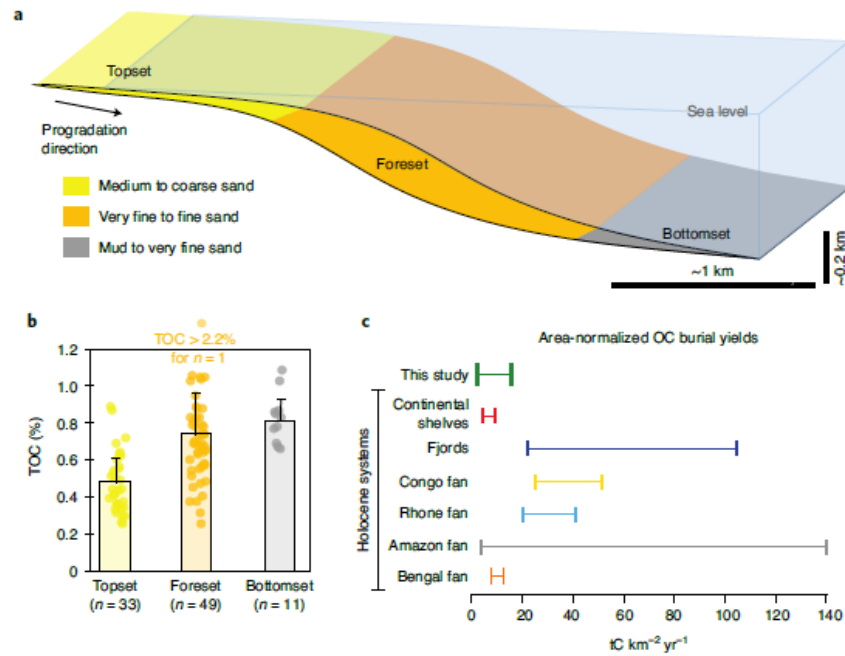 a
Topset
Progradation
direction
Sea level
Foreset
Medium to coarse sand
Very fine to fine sand
Mud to very fine sand
Bottomset
~1 km
~0.2 km
b
TOC > 2.2%
for n = 1
1.2
1.0
0.8
0.6
0.4
0.2
0
TOC (%)
Topset
(n = 33)
Foreset
(n = 49)
Bottomset
(n = 11)
c
Area-normalized OC burial yields
This study
Continental
shelves
Fjords
Congo fan
Rhone fan
Amazon fan
Bengal fan
Holocene systems
0
20
40
60
80
100
120
140
tC km⁻² yr⁻¹